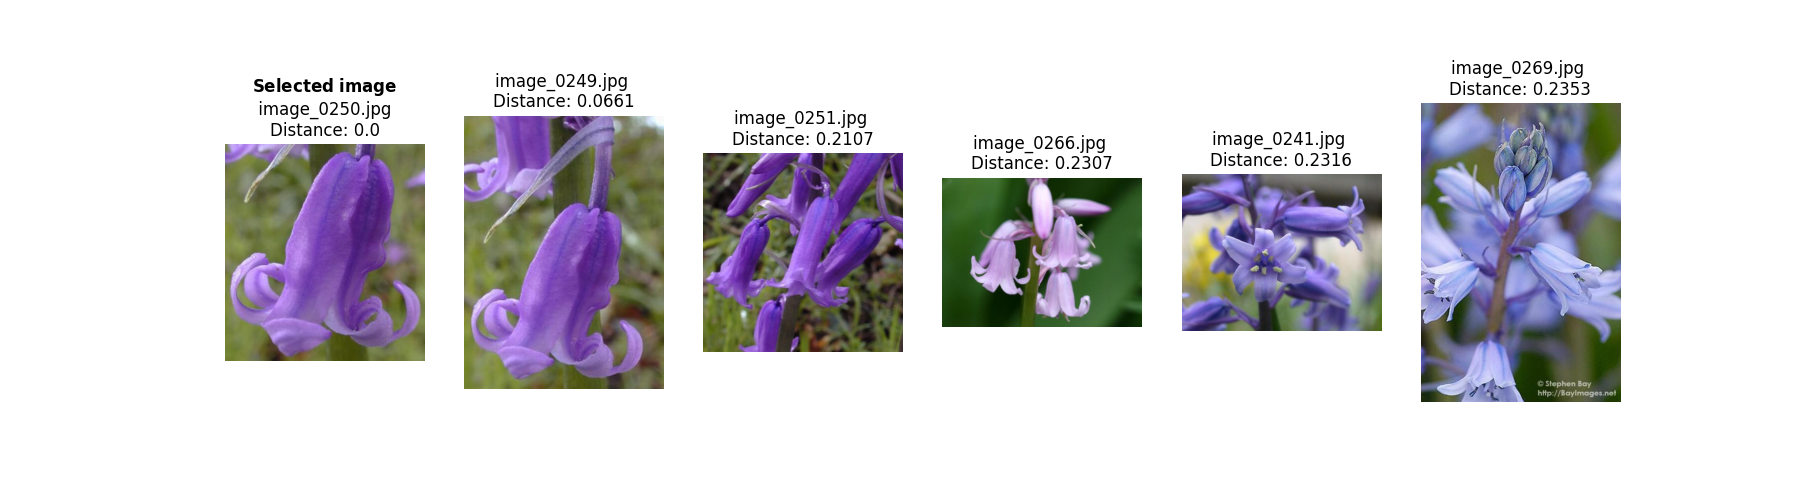 Selected image
image_0250.jpg
Distance: 0.0
image_0249.jpg
Distance: 0.0661
image_0251.jpg
Distance: 0.2107
image_0266.jpg
Distance: 0.2307
image_0241.jpg
Distance: 0.2316
image_0269.jpg
Distance: 0.2353
© Stephen Bay
http://BayImages.net